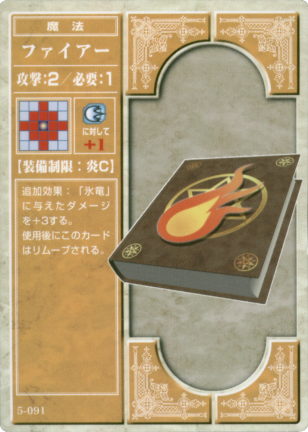 魔法
ファイアー
攻撃:2/必要:1
に対して
+1
【装備制限：炎C】
追加効果：「氷竜」
に与えたダメージ
を+3する。
使用後にこのカード
はリムーブされる。
5-091